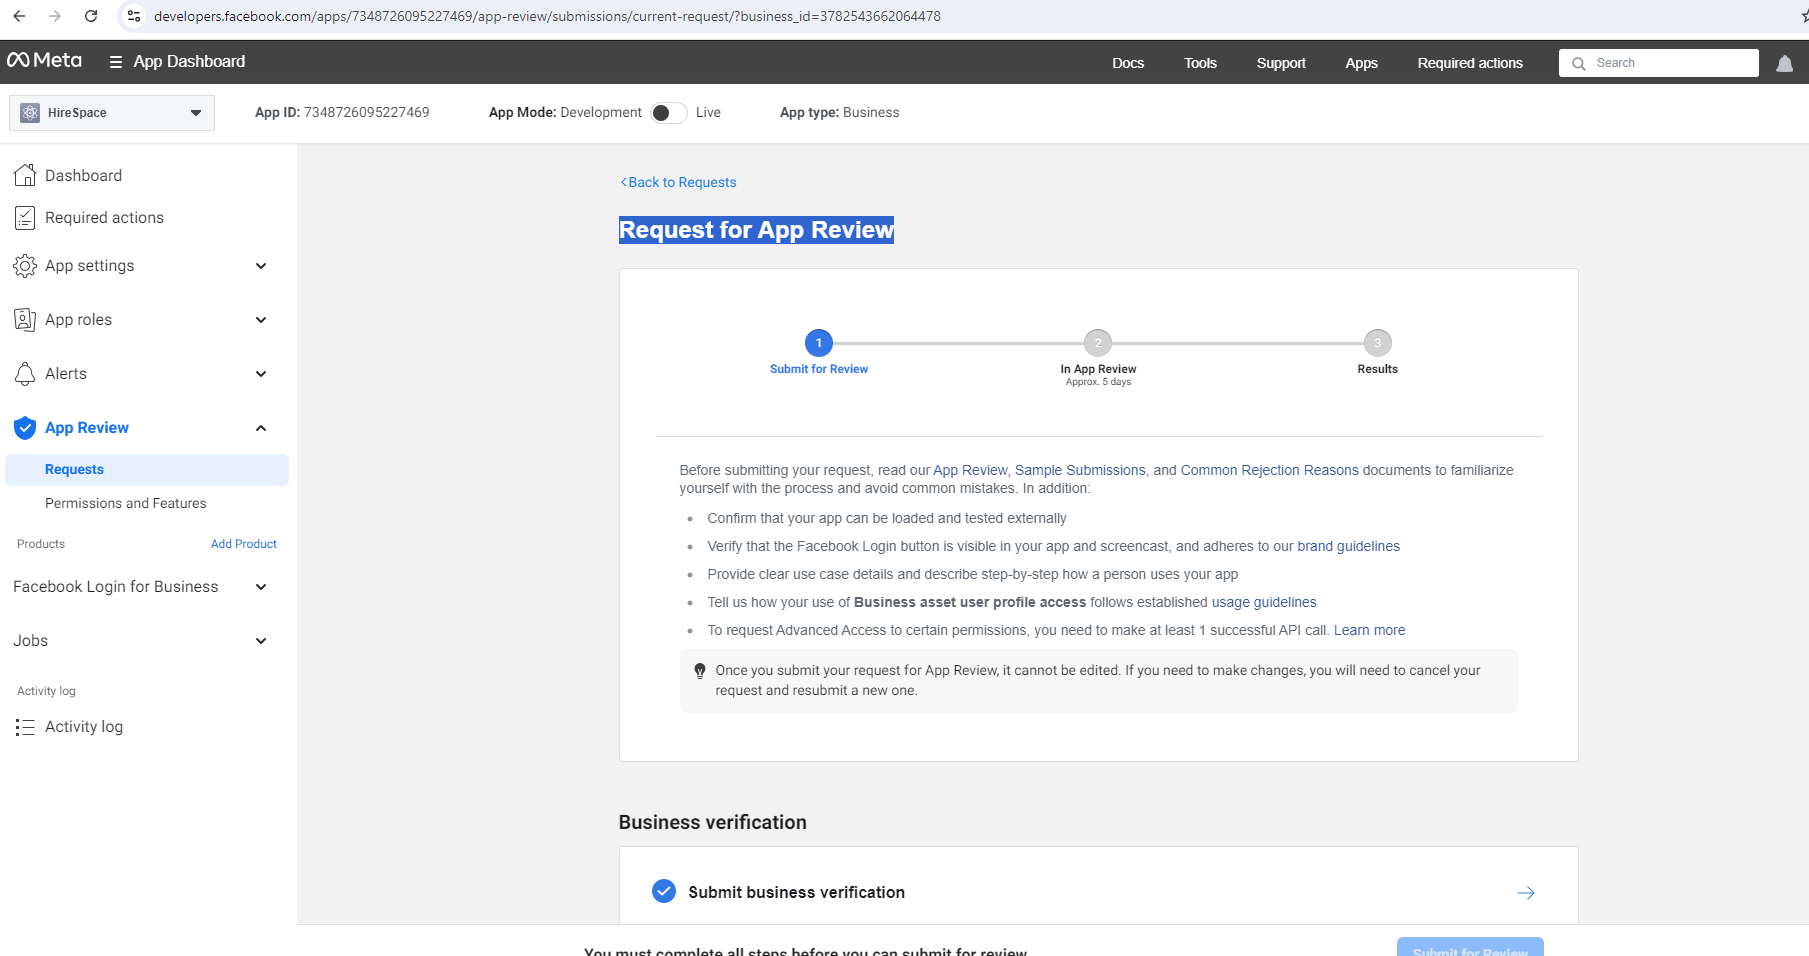 developers.facebook.com/apps/7348726095227469/app-review/submissions/current-request/?business_id=3782543662064478
Meta
App Dashboard
Docs
Tools
Support
Apps
Required actions
Search
HireSpace
App ID: 7348726095227469
App Mode: Development
Live
App type: Business
Dashboard
Required actions
App settings
App roles
Alerts
App Review
Requests
Permissions and Features
Products
Add Product
Facebook Login for Business
Jobs
Activity log
Activity log
Back to Requests
Request for App Review
1
2
3
Submit for Review
In App Review
Results
Approx. 5 days
Before submitting your request, read our App Review, Sample Submissions, and Common Rejection Reasons documents to familiarize
yourself with the process and avoid common mistakes. In addition:
Confirm that your app can be loaded and tested externally
Verify that the Facebook Login button is visible in your app and screencast, and adheres to our brand guidelines
Provide clear use case details and describe step-by-step how a person uses your app
Tell us how your use of Business asset user profile access follows established usage guidelines
To request Advanced Access to certain permissions, you need to make at least 1 successful API call. Learn more
Once you submit your request for App Review, it cannot be edited. If you need to make changes, you will need to cancel your
request and resubmit a new one.
Business verification
Submit business verification
You must complete all steps before you can submit for review
Submit for Review